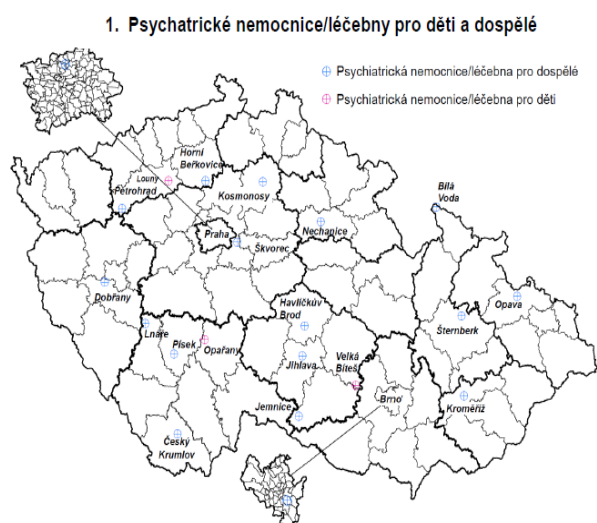 1. Psychatrické nemocnice/léčebny pro děti a dospělé
Psychiatrická nemocnice/léčebna pro dospělé
Psychiatrická nemocnice/léčebna pro děti
Horní
Beřkovice
Louny
Petrohrad
Kosmonosy
Bílá
Voda
Praha
Škvorec
Nechanice
Dobřany
Havlíčkův
Brod
Opava
Šternberk
Lnáře
Písek
Opařany
Jihlava
Velká
Bíteš
Brno
Jemnice
Kroměříž
Český
Krumlov